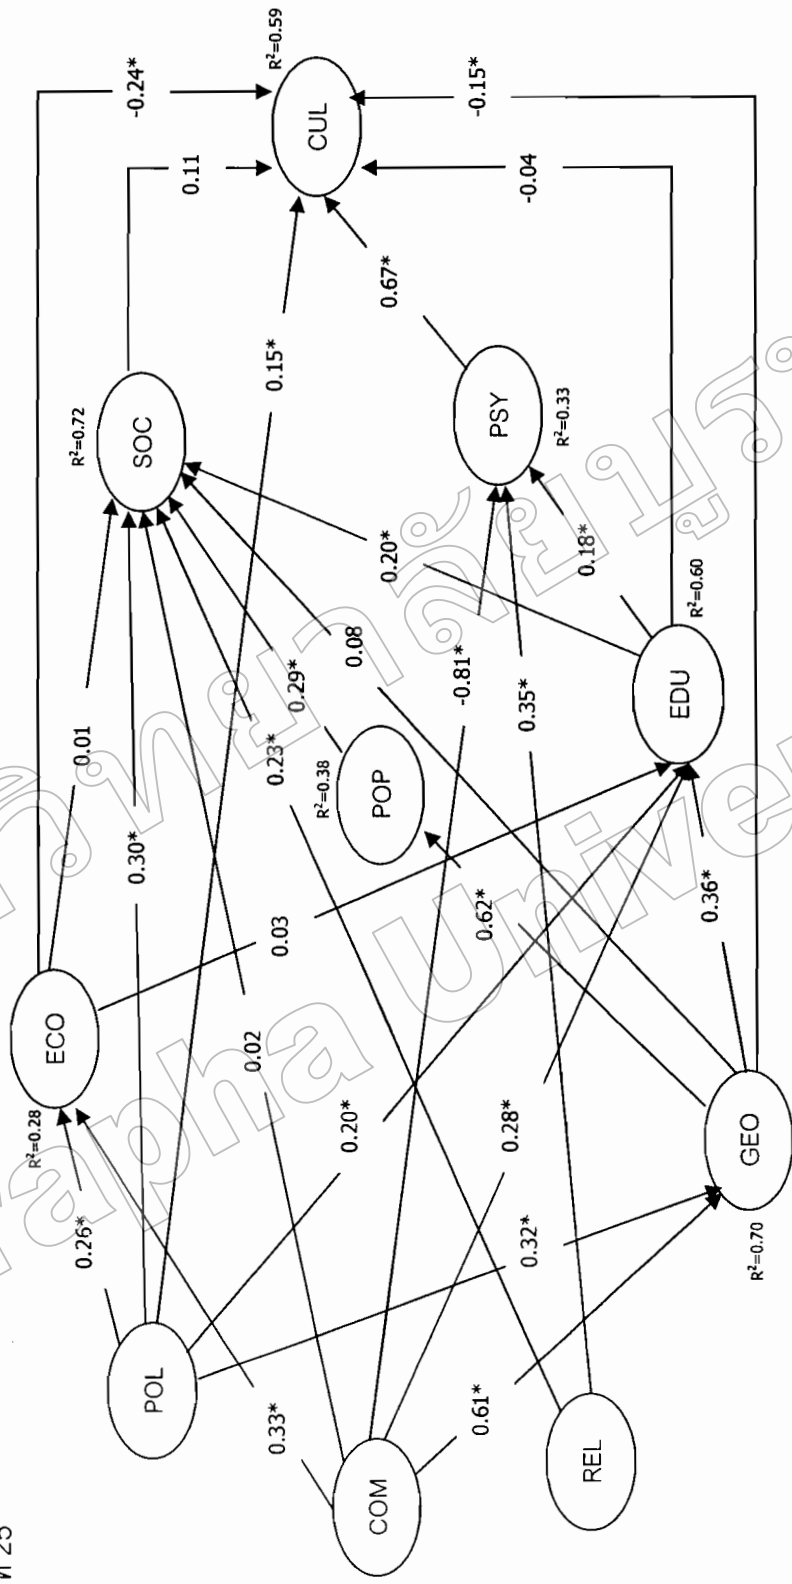 ที่ 25
R²=0.59
CUL
-0.24*
0.11
-0.04
-0.15*
0.67*
0.15*
R²=0.72
SOC
PSY
R²=0.33
0.20*
0.18*
R²=0.60
EDU
0.08
0.29*
0.23*
-0.81*
0.35*
R²=0.38
POP
0.01
0.30*
0.03
0.62*
0.36*
ECO
R²=0.28
0.02
0.20*
0.28*
GEO
R²=0.70
0.26*
0.32*
POL
0.33*
0.61*
COM
REL